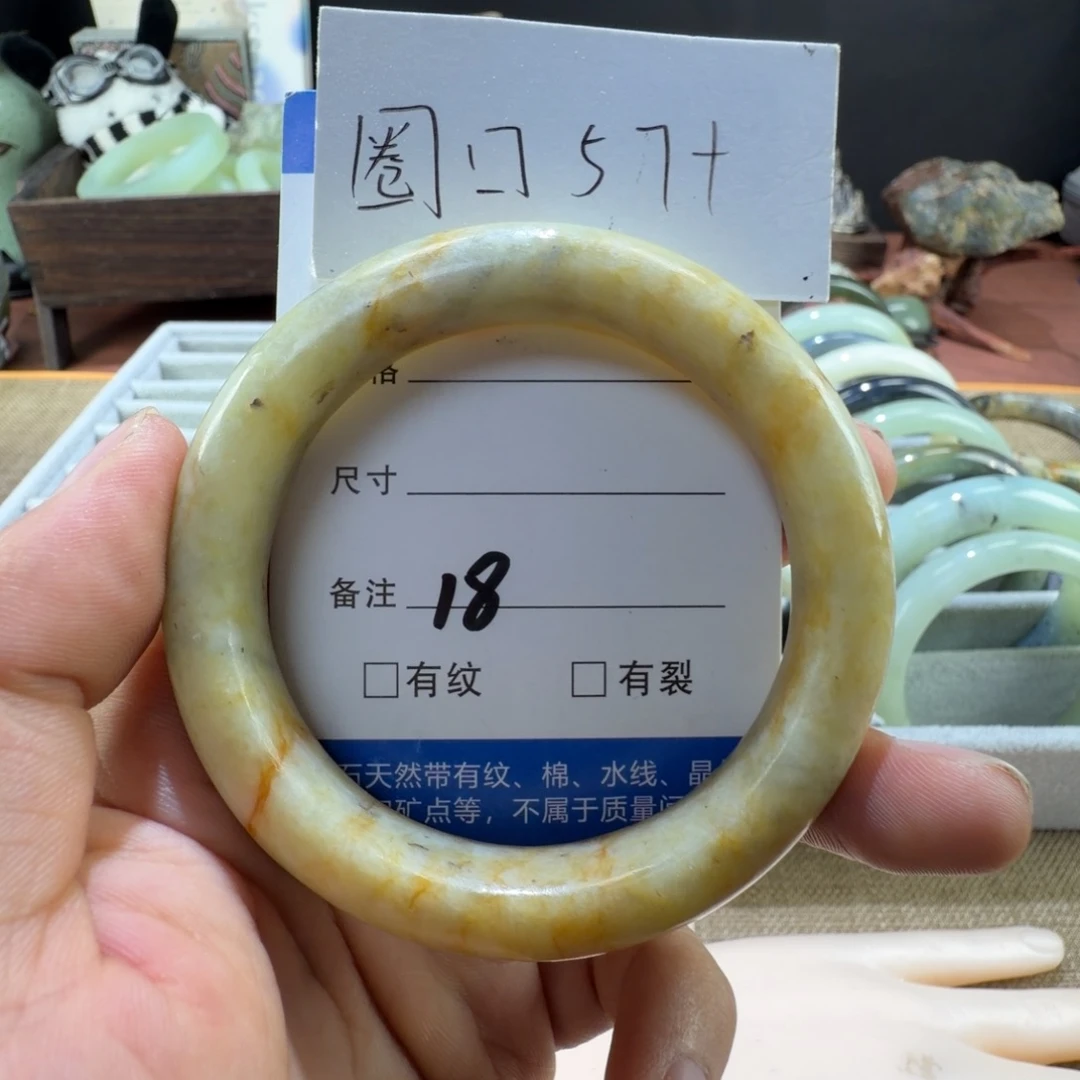 圈口57+
格
尺寸
备注 18
□有纹 □有裂
石天然带有纹、棉、水线、晶
矿点等，不属于质量问